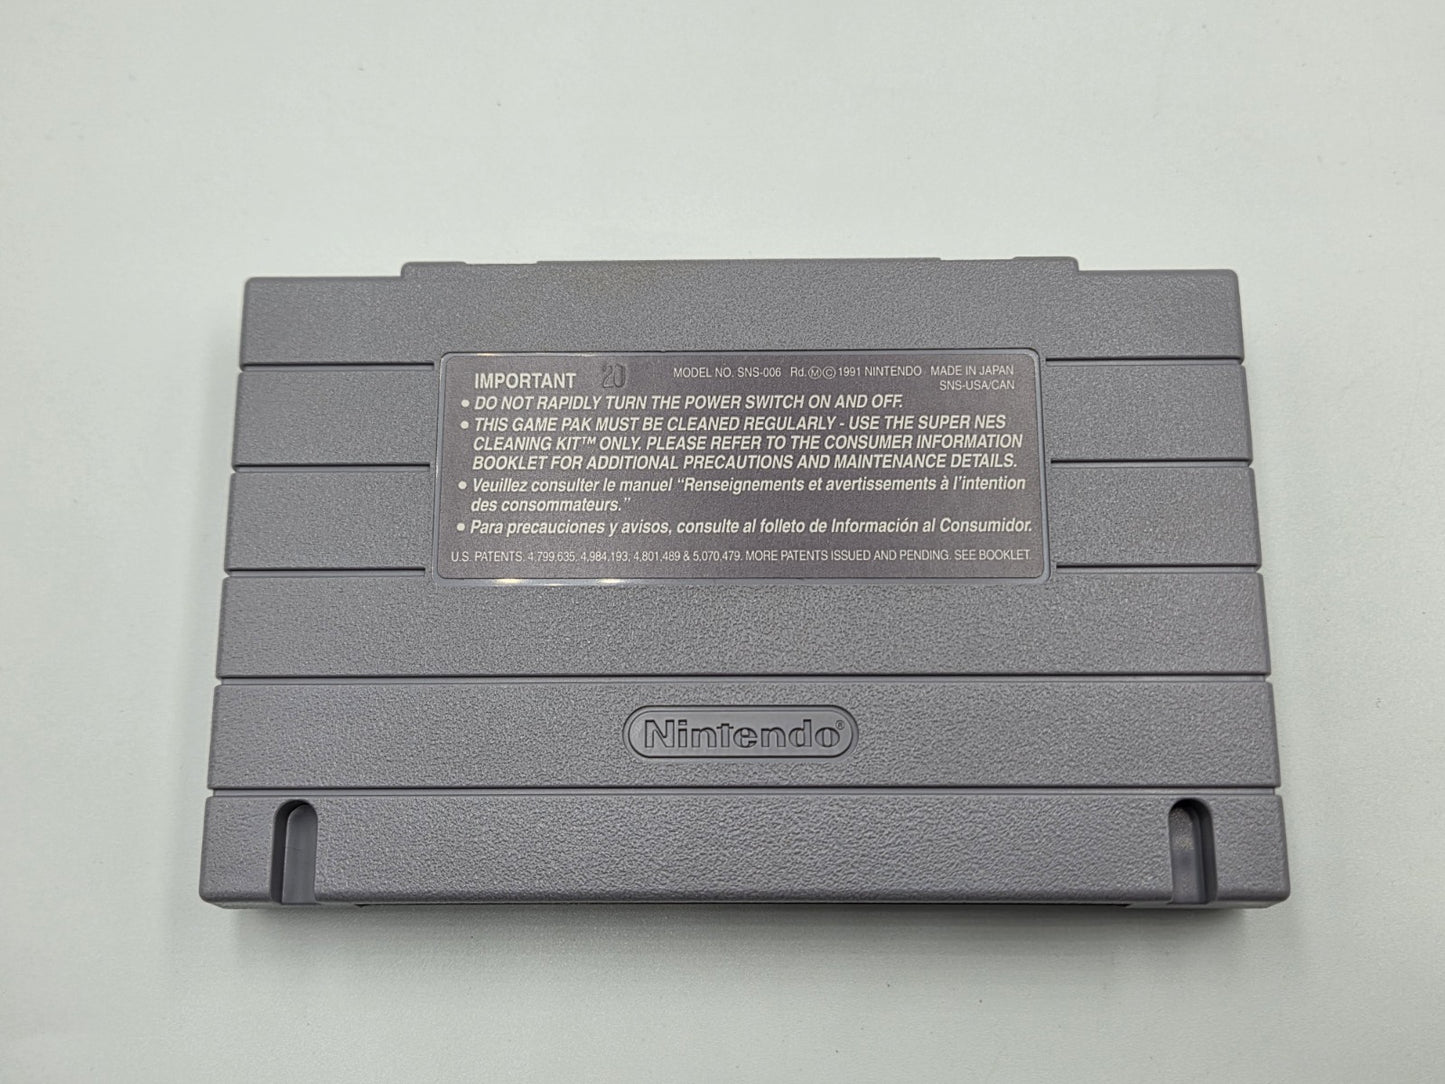 IMPORTANT 20 MODEL NO. SNS-006 Rd.Ⓜ©1991 NINTENDO MADE IN JAPAN
SNS-USA/CAN
● DO NOT RAPIDLY TURN THE POWER SWITCH ON AND OFF.
● THIS GAME PAK MUST BE CLEANED REGULARLY - USE THE SUPER NES
CLEANING KIT™ ONLY. PLEASE REFER TO THE CONSUMER INFORMATION
BOOKLET FOR ADDITIONAL PRECAUTIONS AND MAINTENANCE DETAILS.
● Veuillez consulter le manuel “Renseignements et avertissements à l’intention
des consommateurs.”
● Para precauciones y avisos, consulte al folleto de Información al Consumidor.
U.S. PATENTS. 4,799,635. 4,984,193, 4,801,489 & 5,070,479. MORE PATENTS ISSUED AND PENDING. SEE BOOKLET.
Nintendo®